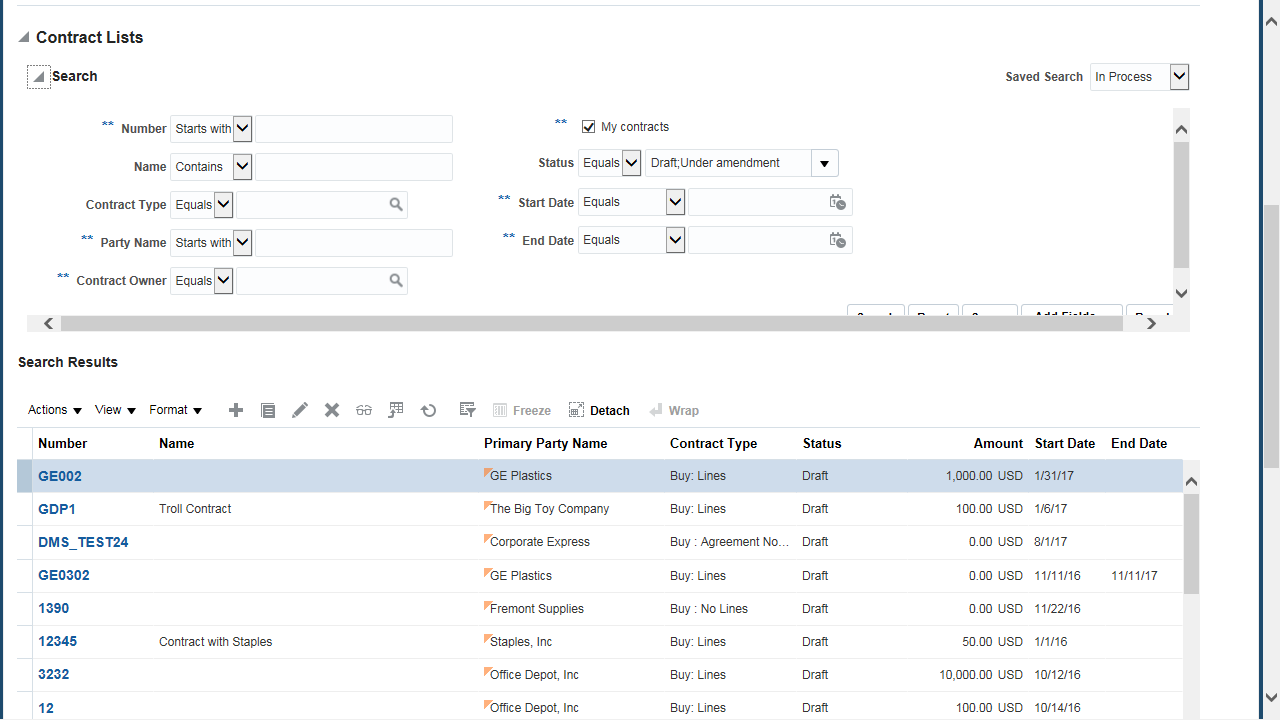 Contract Lists
Search
Saved Search In Process
** Number Starts with
** My contracts
Name Contains
Status Equals Draft;Under amendment
Contract Type Equals
** Start Date Equals
** Party Name Starts with
** End Date Equals
** Contract Owner Equals
Add Fields
Search Results
Actions View Format Freeze Detach Wrap
Number Name Primary Party Name Contract Type Status Amount Start Date End Date
GE002 GE Plastics Buy: Lines Draft 1,000.00 USD 1/31/17
GDP1 Troll Contract The Big Toy Company Buy: Lines Draft 100.00 USD 1/6/17
DMS_TEST24 Corporate Express Buy : Agreement No... Draft 0.00 USD 8/1/17
GE0302 GE Plastics Buy: Lines Draft 0.00 USD 11/11/16 11/11/17
1390 Fremont Supplies Buy : No Lines Draft 0.00 USD 11/22/16
12345 Contract with Staples Staples, Inc Buy: Lines Draft 50.00 USD 1/1/16
3232 Office Depot, Inc Buy: Lines Draft 10,000.00 USD 10/12/16
12 Office Depot, Inc Buy: Lines Draft 100.00 USD 10/14/16